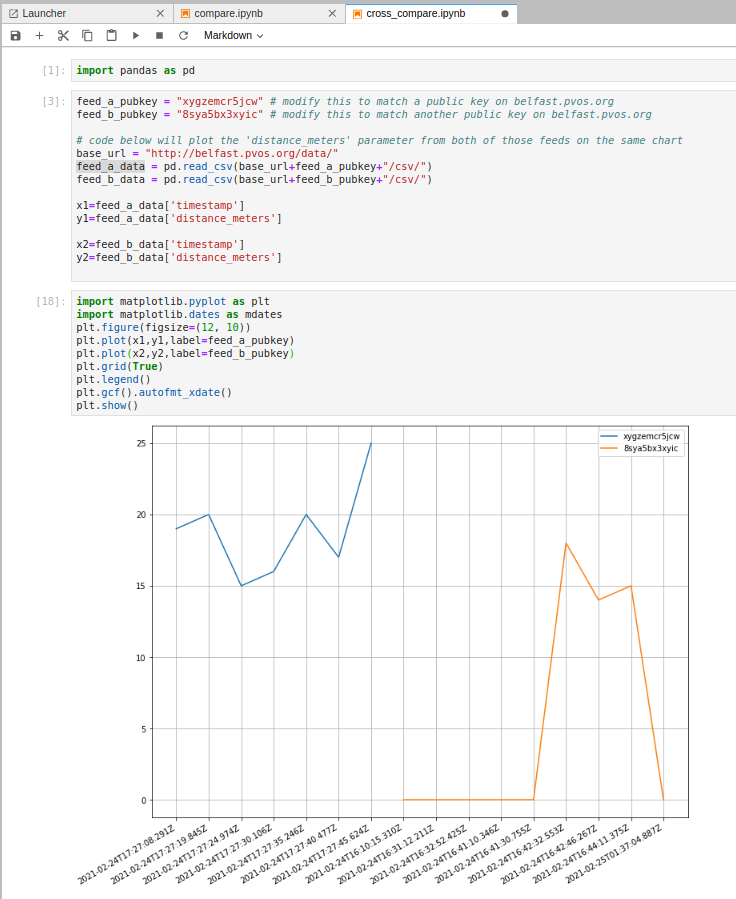 Launcher
compare.ipynb
cross_compare.ipynb
Markdown
[1]: import pandas as pd
[3]: feed_a_pubkey = "xygzemcr5jcw" # modify this to match a public key on belfast.pvos.org
feed_b_pubkey = "8sya5bx3xyic" # modify this to match another public key on belfast.pvos.org
# code below will plot the 'distance_meters' parameter from both of those feeds on the same chart
base_url = "http://belfast.pvos.org/data/"
feed_a_data = pd.read_csv(base_url+feed_a_pubkey+"/csv/")
feed_b_data = pd.read_csv(base_url+feed_b_pubkey+"/csv/")
x1=feed_a_data['timestamp']
y1=feed_a_data['distance_meters']
x2=feed_b_data['timestamp']
y2=feed_b_data['distance_meters']
[18]: import matplotlib.pyplot as plt
import matplotlib.dates as mdates
plt.figure(figsize=(12, 10))
plt.plot(x1,y1,label=feed_a_pubkey)
plt.plot(x2,y2,label=feed_b_pubkey)
plt.grid(True)
plt.legend()
plt.gcf().autofmt_xdate()
plt.show()
xygzemcr5jcw
8sya5bx3xyic
25
20
15
10
5
0
2021-02-24T17:27:08.291Z
2021-02-24T17:27:19.845Z
2021-02-24T17:27:24.974Z
2021-02-24T17:27:30.106Z
2021-02-24T17:27:35.246Z
2021-02-24T17:27:40.477Z
2021-02-24T17:27:45.624Z
2021-02-24T16:10:15.310Z
2021-02-24T16:31:12.211Z
2021-02-24T16:32:52.425Z
2021-02-24T16:41:10.346Z
2021-02-24T16:41:30.755Z
2021-02-24T16:42:32.553Z
2021-02-24T16:42:46.267Z
2021-02-24T16:44:11.375Z
2021-02-25T01:37:04.887Z